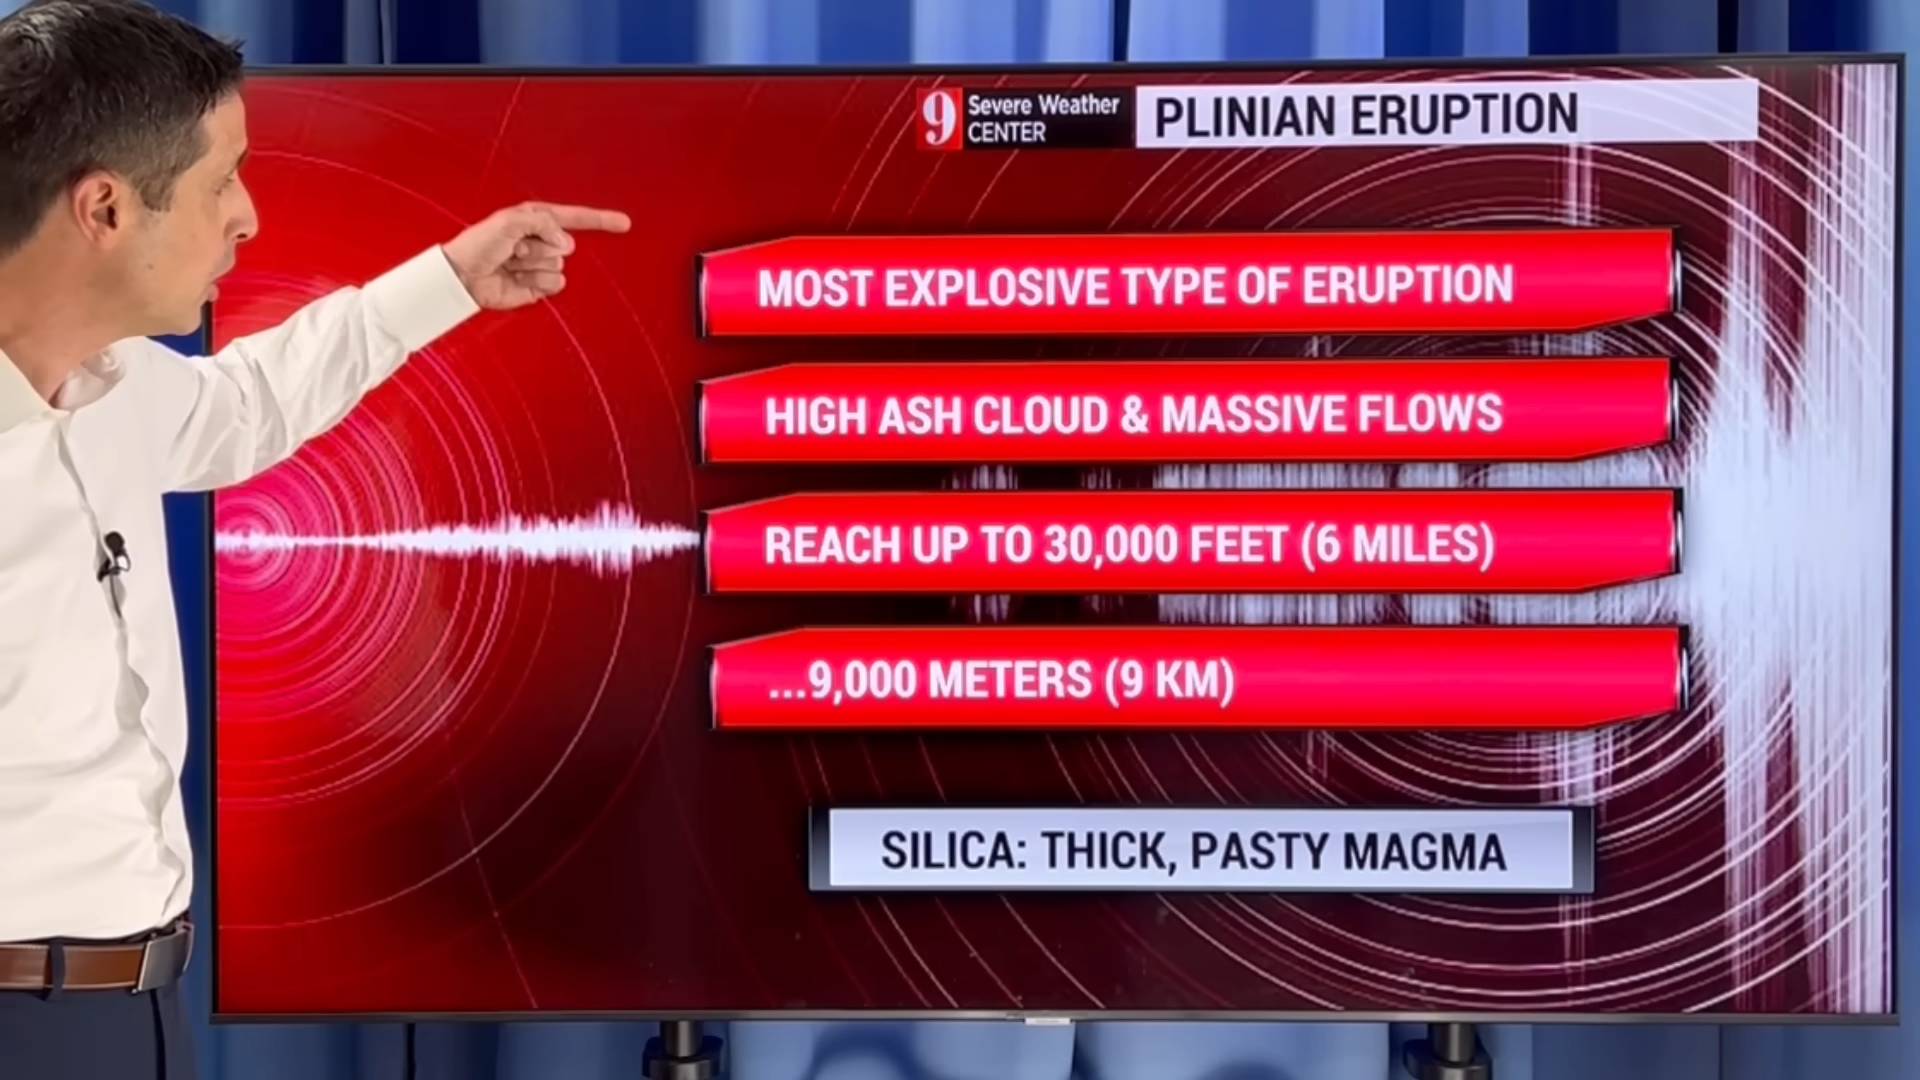 9 Severe Weather
CENTER
PLINIAN ERUPTION
MOST EXPLOSIVE TYPE OF ERUPTION
HIGH ASH CLOUD & MASSIVE FLOWS
REACH UP TO 30,000 FEET (6 MILES)
...9,000 METERS (9 KM)
SILICA: THICK, PASTY MAGMA